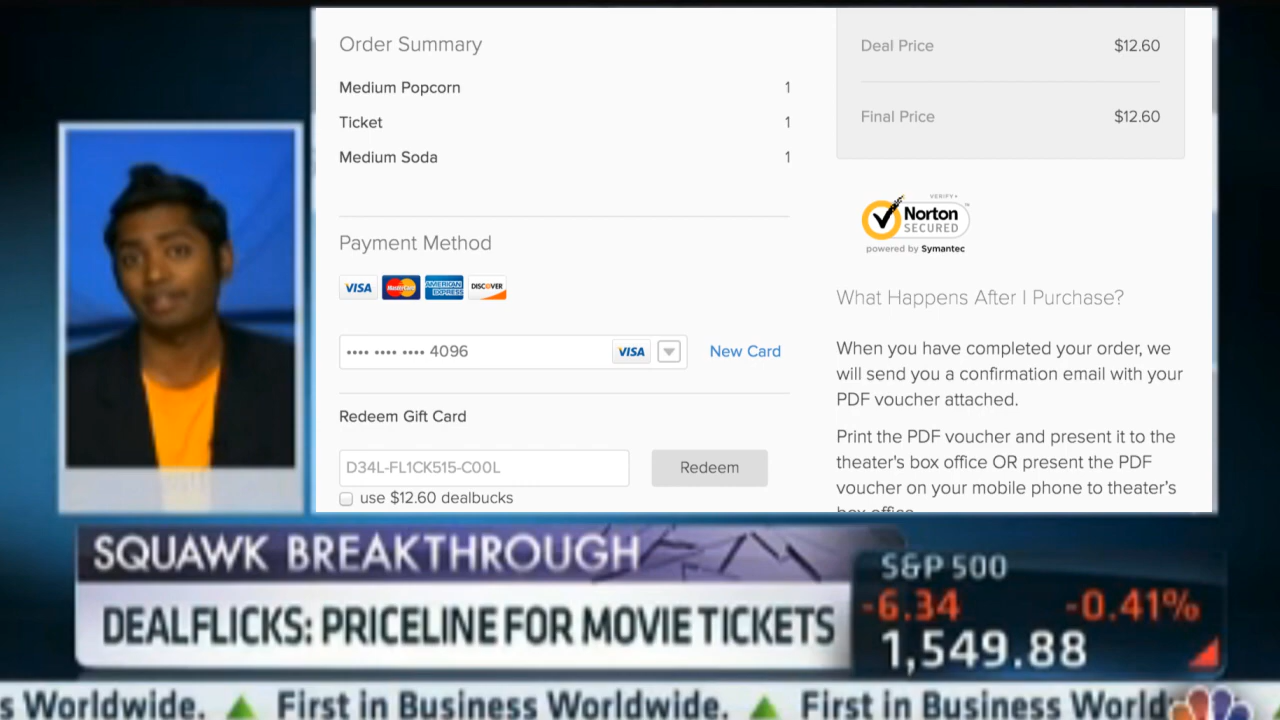 Order Summary
Medium Popcorn 1
Ticket 1
Medium Soda 1
Payment Method
VISA MasterCard AMERICAN EXPRESS DISCOVER
•••• •••• •••• 4096 VISA New Card
Redeem Gift Card
D34L-FL1CK515-C00L Redeem
use $12.60 dealbucks
Deal Price $12.60
Final Price $12.60
VERIFY▸
Norton
SECURED
powered by Symantec
What Happens After I Purchase?
When you have completed your order, we
will send you a confirmation email with your
PDF voucher attached.
Print the PDF voucher and present it to the
theater's box office OR present the PDF
voucher on your mobile phone to theater's
box office
SQUAWK BREAKTHROUGH
DEALFLICKS: PRICELINE FOR MOVIE TICKETS
S&P 500
-6.34 -0.41%
1,549.88
s Worldwide. ▲ First in Business Worldwide. ▲ First in Business World